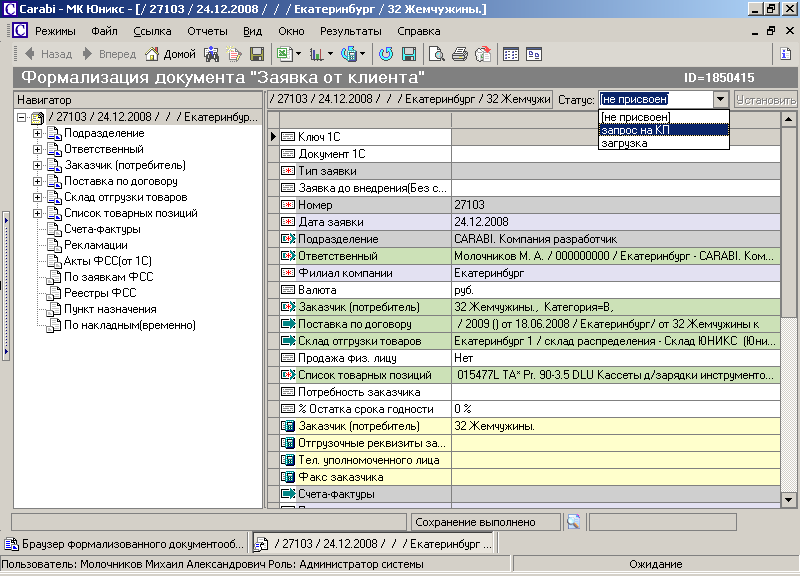 Carabi - МК Юникс - [/ 27103 / 24.12.2008 / / / Екатеринбург / 32 Жемчужины.]
Режимы Файл Ссылка Отчеты Вид Окно Результаты Справка
Назад Вперед Домой
Формализация документа "Заявка от клиента" ID=1850415
Навигатор
/ 27103 / 24.12.2008 / / / Екатеринбур...
Подразделение
Ответственный
Заказчик (потребитель)
Поставка по договору
Склад отгрузки товаров
Список товарных позиций
Счета-фактуры
Рекламации
Акты ФСС(от 1С)
По заявкам ФСС
Реестры ФСС
Пункт назначения
По накладным(временно)
/ 27103 / 24.12.2008 / / / Екатеринбург / 32 Жемчужи
Статус: [не присвоен] Установить
[не присвоен]
запрос на КП
загрузка
Ключ 1С
Документ 1С
Тип заявки
Заявка до внедрения(Без с...
Номер 27103
Дата заявки 24.12.2008
Подразделение CARABI. Компания разработчик
Ответственный Молочников М. А. / 000000000 / Екатеринбург - CARABI. Ком...
Филиал компании Екатеринбург
Валюта руб.
Заказчик (потребитель) 32 Жемчужины., Категория=B,
Поставка по договору / 2009 () от 18.06.2008 / Екатеринбург/ от 32 Жемчужины к
Склад отгрузки товаров Екатеринбург 1 / склад распределения - Склад ЮНИКС (Юни...
Продажа физ. лицу Нет
Список товарных позиций 015477L TA* Pr. 90-3.5 DLU Кассеты д/зарядки инструменто...
Потребность заказчика
% Остатка срока годности 0 %
Заказчик (потребитель) 32 Жемчужины.
Отгрузочные реквизиты за...
Тел. уполномоченного лица
Факс заказчика
Счета-фактуры
Сохранение выполнено
Браузер формализованного документооб... / 27103 / 24.12.2008 / / / Екатеринбург ...
Пользователь: Молочников Михаил Александрович Роль: Администратор системы Ожидание